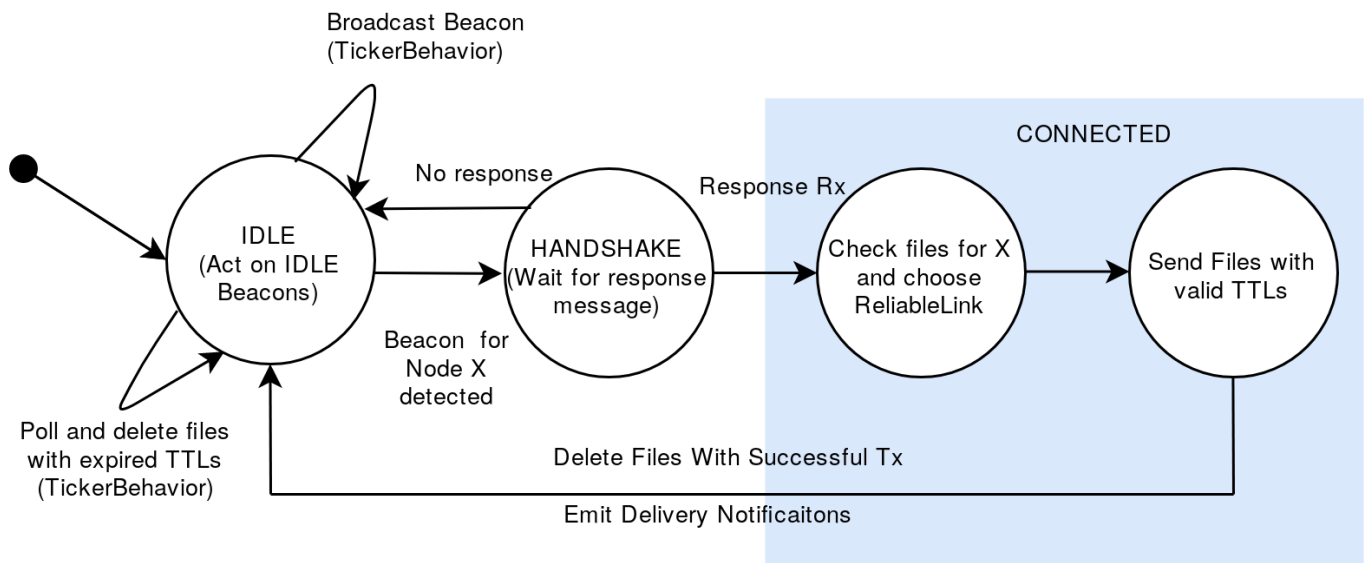 Broadcast Beacon
(TickerBehavior)
CONNECTED
No response
Response Rx
IDLE
(Act on IDLE
Beacons)
HANDSHAKE
(Wait for response
message)
Check files for X
and choose
ReliableLink
Send Files with
valid TTLs
Beacon for
Node X
detected
Poll and delete files
with expired TTLs
(TickerBehavior)
Delete Files With Successful Tx
Emit Delivery Notificaitons